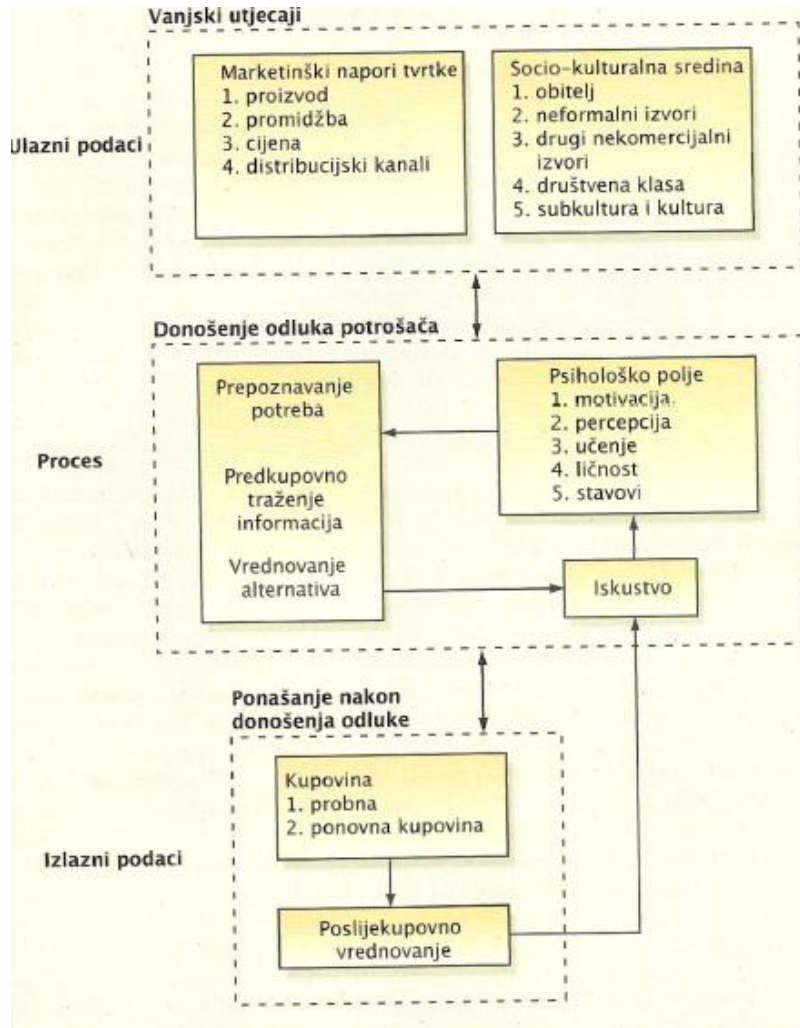 Vanjski utjecaji
Marketinški napori tvrtke
1. proizvod
2. promidžba
3. cijena
4. distribucijski kanali
Socio-kulturalna sredina
1. obitelj
2. neformalni izvori
3. drugi nekomercijalni
izvori
4. društvena klasa
5. subkultura i kultura
Ulazni podaci
Donošenje odluka potrošača
Prepoznavanje
potreba
Predkupovno
traženje
informacija
Vrednovanje
alternativa
Psihološko polje
1. motivacija
2. percepcija
3. učenje
4. ličnost
5. stavovi
Proces
Iskustvo
Ponašanje nakon
donošenja odluke
Kupovina
1. probna
2. ponovna kupovina
Izlazni podaci
Poslijekupovno
vrednovanje